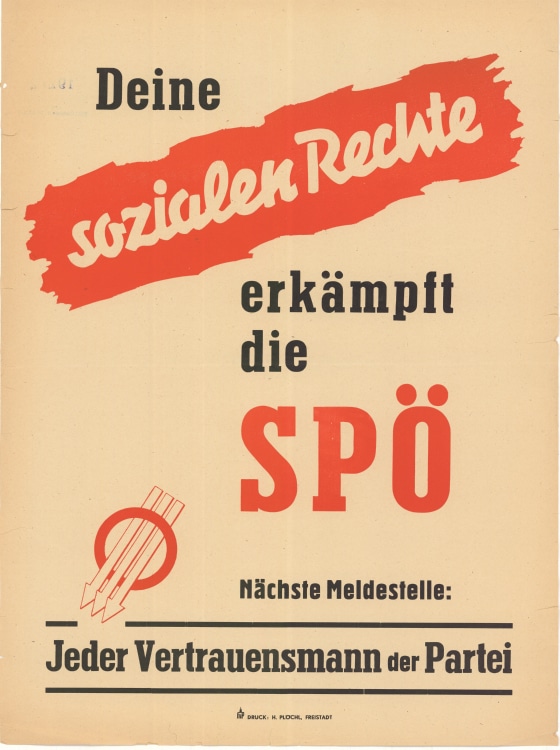 Deine
sozialen Rechte
erkämpft
die
SPÖ
Nächste Meldestelle:
Jeder Vertrauensmann der Partei
DRUCK: H. PLÖCHL, FREISTADT